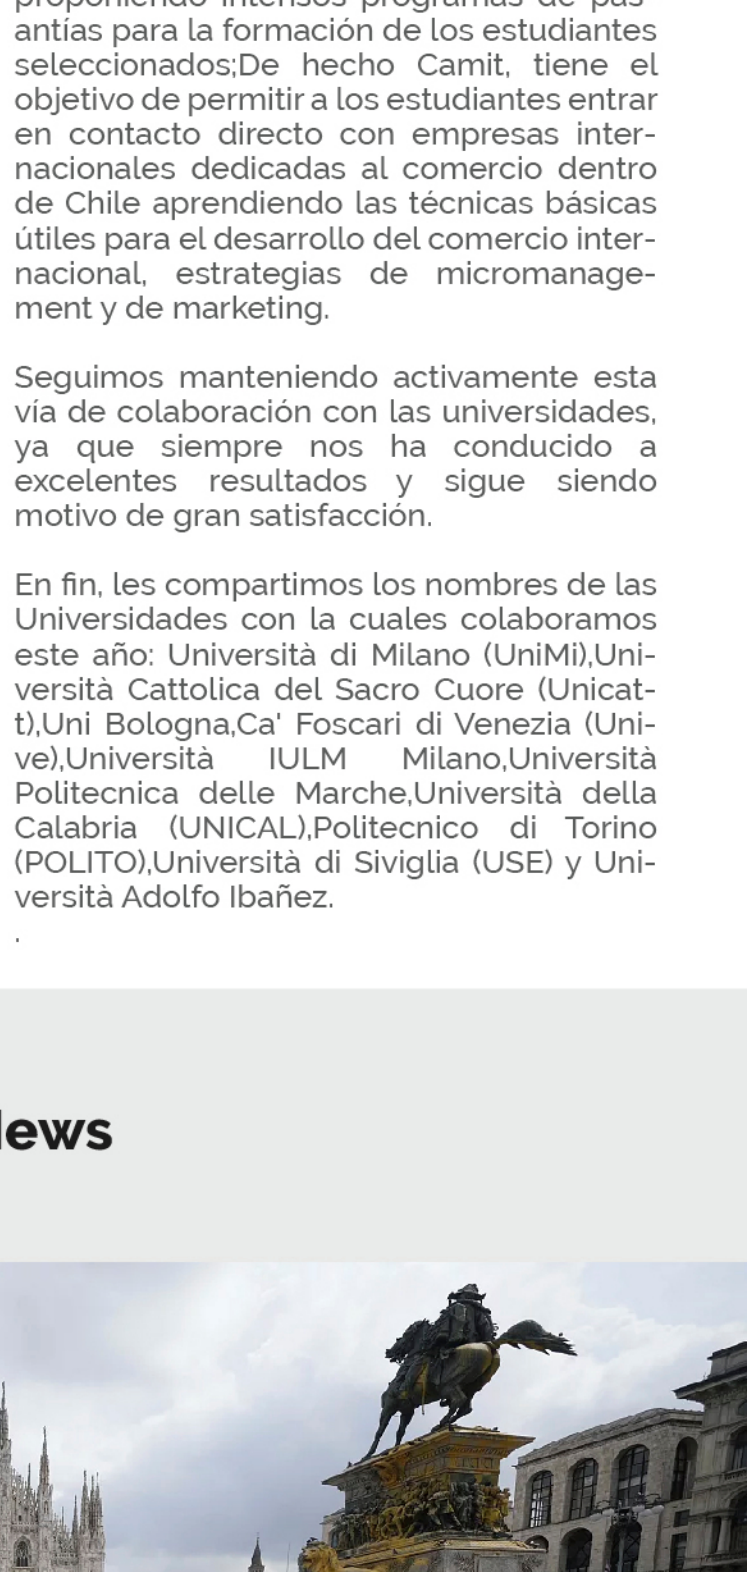 antías para la formación de los estudiantes
seleccionados;De hecho Camit, tiene el
objetivo de permitir a los estudiantes entrar
en contacto directo con empresas inter-
nacionales dedicadas al comercio dentro
de Chile aprendiendo las técnicas básicas
útiles para el desarrollo del comercio inter-
nacional, estrategias de micromanage-
ment y de marketing.
Seguimos manteniendo activamente esta
vía de colaboración con las universidades,
ya que siempre nos ha conducido a
excelentes resultados y sigue siendo
motivo de gran satisfacción.
En fin, les compartimos los nombres de las
Universidades con la cuales colaboramos
este año: Università di Milano (UniMi),Uni-
versità Cattolica del Sacro Cuore (Unicat-
t),Uni Bologna,Ca' Foscari di Venezia (Uni-
ve),Università IULM Milano,Università
Politecnica delle Marche,Università della
Calabria (UNICAL),Politecnico di Torino
(POLITO),Università di Siviglia (USE) y Uni-
versità Adolfo Ibañez.
.
ews